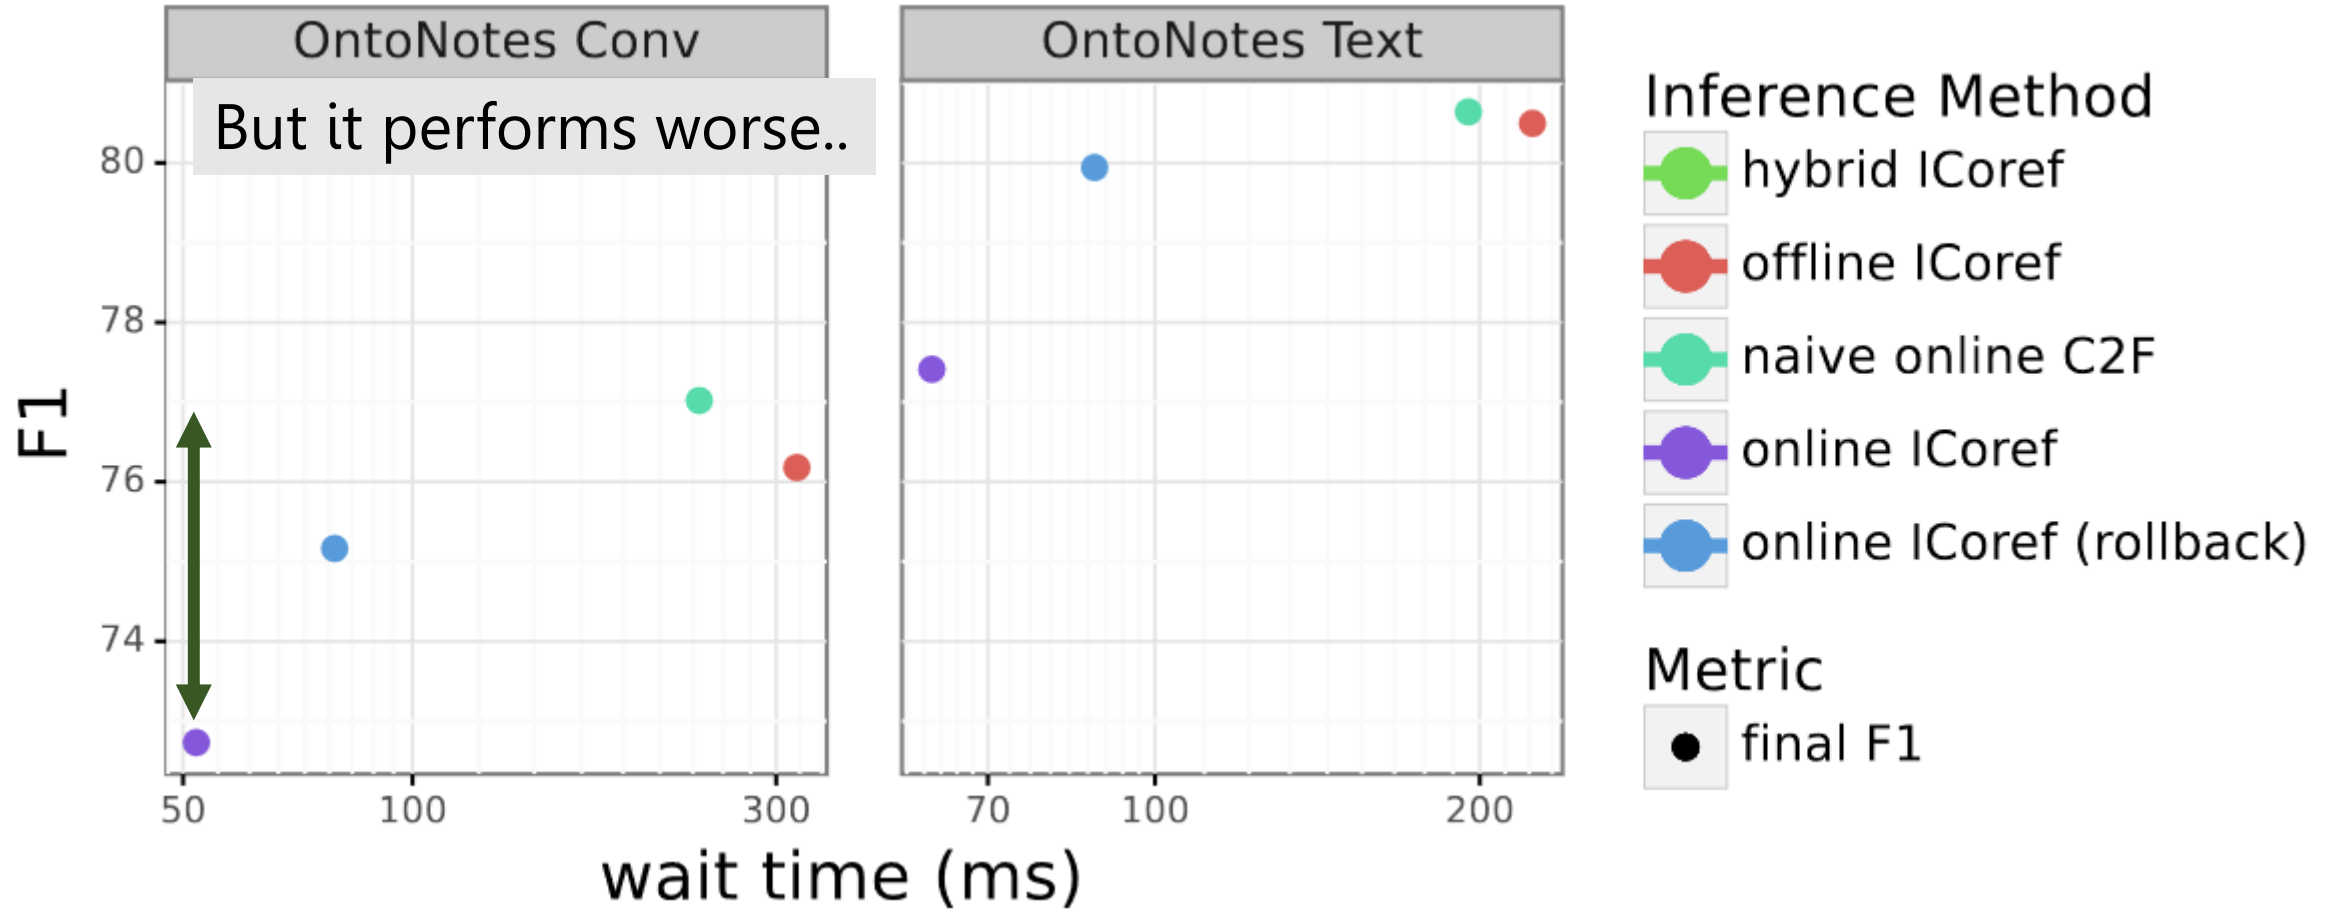 OntoNotes Conv
OntoNotes Text
But it performs worse..
F1
80
78
76
74
50
100
300
70
100
200
wait time (ms)
Inference Method
hybrid ICoref
offline ICoref
naive online C2F
online ICoref
online ICoref (rollback)
Metric
final F1